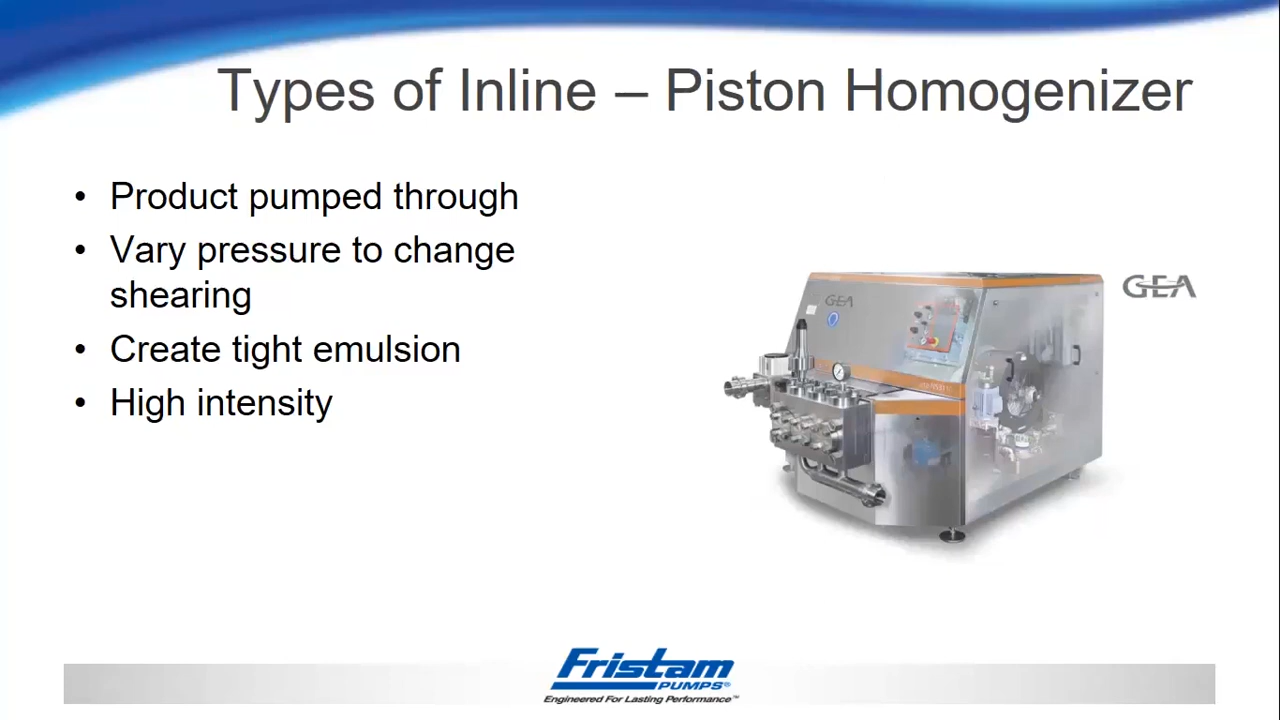 Types of Inline – Piston Homogenizer
• Product pumped through
• Vary pressure to change
shearing
• Create tight emulsion
• High intensity
GEA
GEA
Fristam
PUMPS®
Engineered For Lasting Performance™